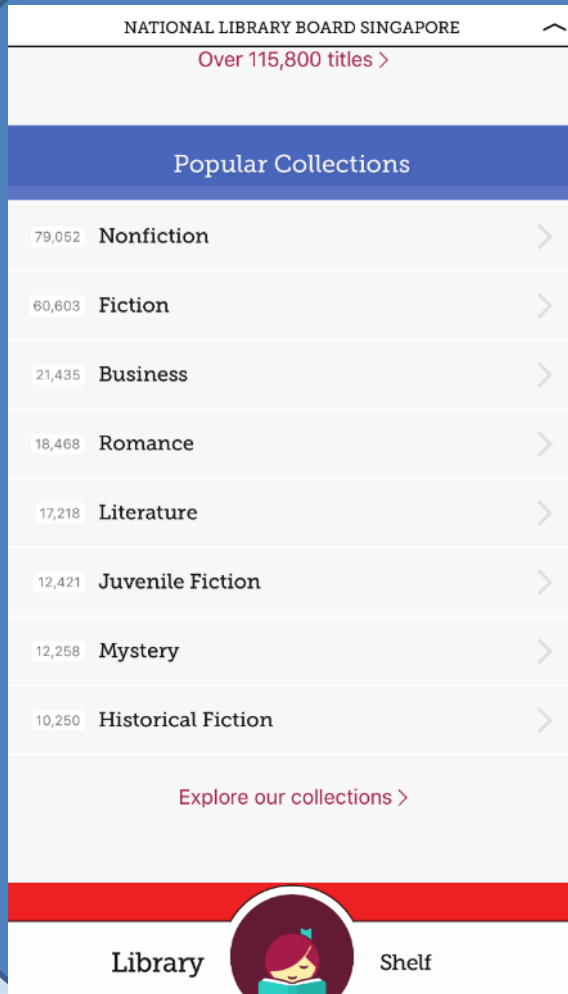 NATIONAL LIBRARY BOARD SINGAPORE
Over 115,800 titles >
Popular Collections
79,052 Nonfiction
60,603 Fiction
21,435 Business
18,468 Romance
17,218 Literature
12,421 Juvenile Fiction
12,258 Mystery
10,250 Historical Fiction
Explore our collections >
Library Shelf